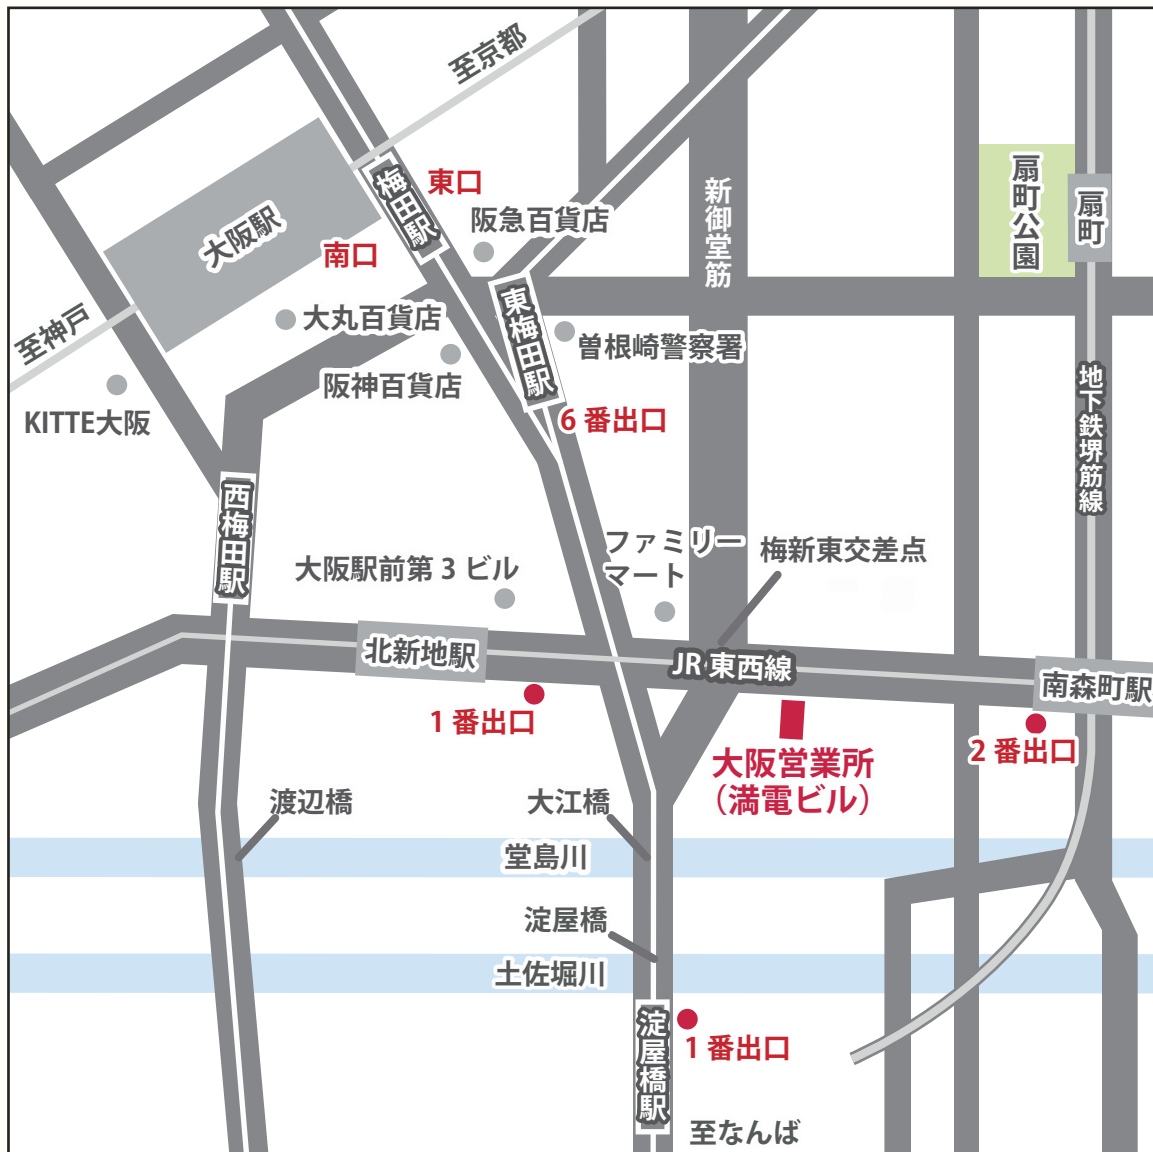 至京都
梅田駅
東口
阪急百貨店
新御堂筋
扇町公園
扇町
大阪駅
南口
至神戸
大丸百貨店
東梅田駅
曽根崎警察署
阪神百貨店
KITTE大阪
6 番出口
地下鉄堺筋線
西梅田駅
大阪駅前第 3 ビル
ファミリー
マート
梅新東交差点
北新地駅
JR 東西線
南森町駅
1 番出口
2 番出口
大阪営業所
（満電ビル）
渡辺橋
大江橋
堂島川
淀屋橋
土佐堀川
淀屋橋駅
1 番出口
至なんば